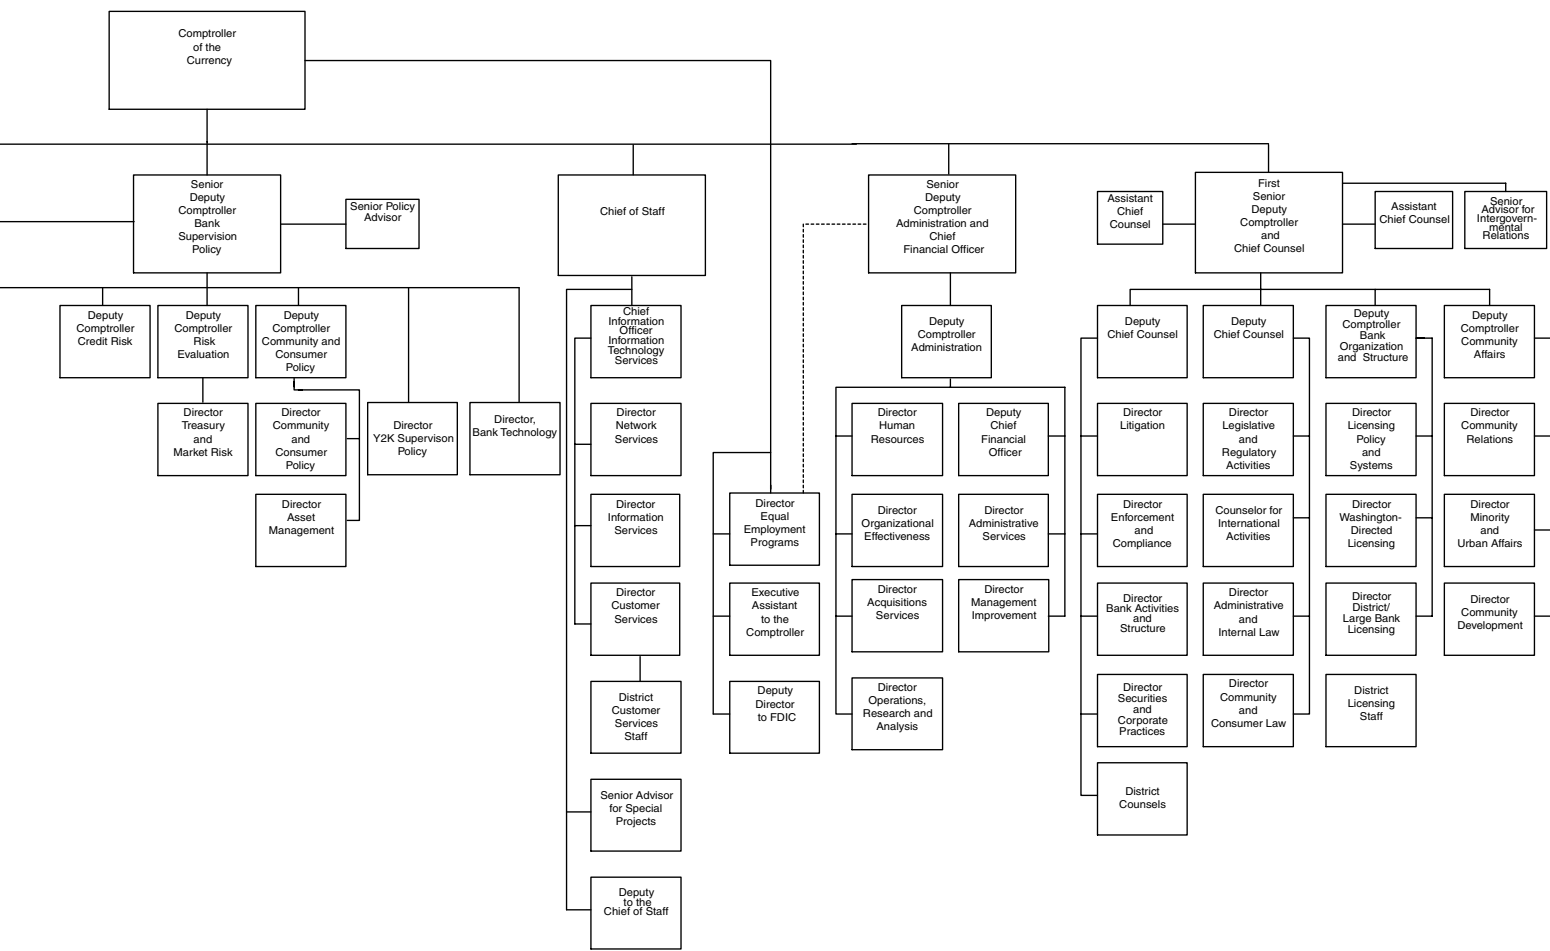 Comptroller
of the
Currency
Senior
Deputy
Comptroller
Bank
Supervision
Policy
Senior Policy
Advisor
Chief of Staff
Senior
Deputy
Comptroller
Administration and
Chief
Financial Officer
Assistant
Chief
Counsel
First
Senior
Deputy
Comptroller
and
Chief Counsel
Assistant
Chief Counsel
Senior
Advisor for
Intergovern-
mental
Relations
Deputy
Comptroller
Credit Risk
Deputy
Comptroller
Risk
Evaluation
Deputy
Comptroller
Community and
Consumer
Policy
Chief
Information
Officer
Information
Technology
Services
Deputy
Comptroller
Administration
Deputy
Chief Counsel
Deputy
Chief Counsel
Deputy
Comptroller
Bank
Organization
and Structure
Deputy
Comptroller
Community
Affairs
Director
Treasury
and
Market Risk
Director
Community
and
Consumer
Policy
Director
Y2K Supervison
Policy
Director,
Bank Technology
Director
Network
Services
Director
Human
Resources
Deputy
Chief
Financial
Officer
Director
Litigation
Director
Legislative
and
Regulatory
Activities
Director
Licensing
Policy
and
Systems
Director
Community
Relations
Director
Asset
Management
Director
Information
Services
Director
Equal
Employment
Programs
Director
Organizational
Effectiveness
Director
Administrative
Services
Director
Enforcement
and
Compliance
Counselor for
International
Activities
Director
Washington-
Directed
Licensing
Director
Minority
and
Urban Affairs
Director
Customer
Services
Executive
Assistant
to the
Comptroller
Director
Acquisitions
Services
Director
Management
Improvement
Director
Bank Activities
and
Structure
Director
Administrative
and
Internal Law
Director
District/
Large Bank
Licensing
Director
Community
Development
District
Customer
Services
Staff
Deputy
Director
to FDIC
Director
Operations,
Research and
Analysis
Director
Securities
and
Corporate
Practices
Director
Community
and
Consumer Law
District
Licensing
Staff
Senior Advisor
for Special
Projects
District
Counsels
Deputy
to the
Chief of Staff